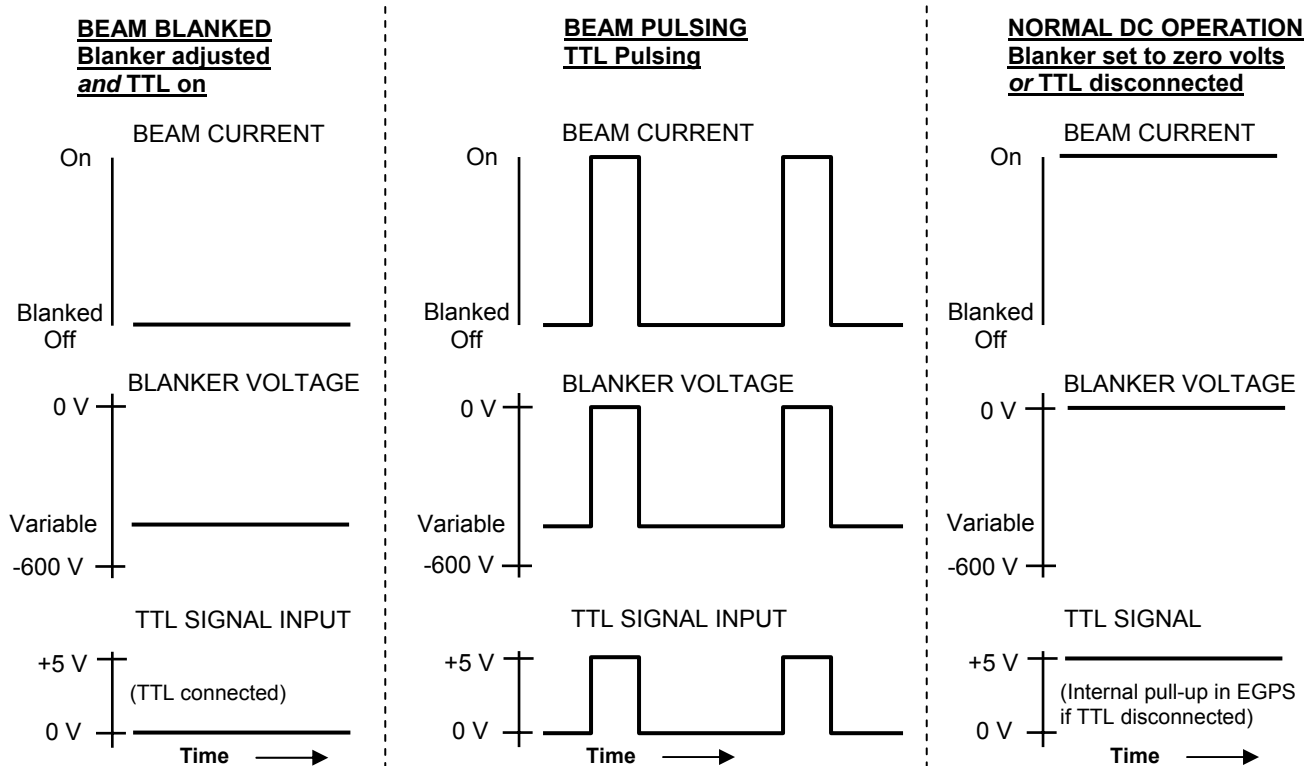 BEAM BLANKED
Blanker adjusted
and TTL on
BEAM CURRENT
On
Blanked
Off
BLANKER VOLTAGE
0 V
Variable
-600 V
TTL SIGNAL INPUT
+5 V
(TTL connected)
0 V
Time
BEAM PULSING
TTL Pulsing
BEAM CURRENT
On
Blanked
Off
BLANKER VOLTAGE
0 V
Variable
-600 V
TTL SIGNAL INPUT
+5 V
0 V
Time
NORMAL DC OPERATION
Blanker set to zero volts
or TTL disconnected
BEAM CURRENT
On
Blanked
Off
BLANKER VOLTAGE
0 V
Variable
-600 V
TTL SIGNAL
+5 V
(Internal pull-up in EGPS
if TTL disconnected)
0 V
Time